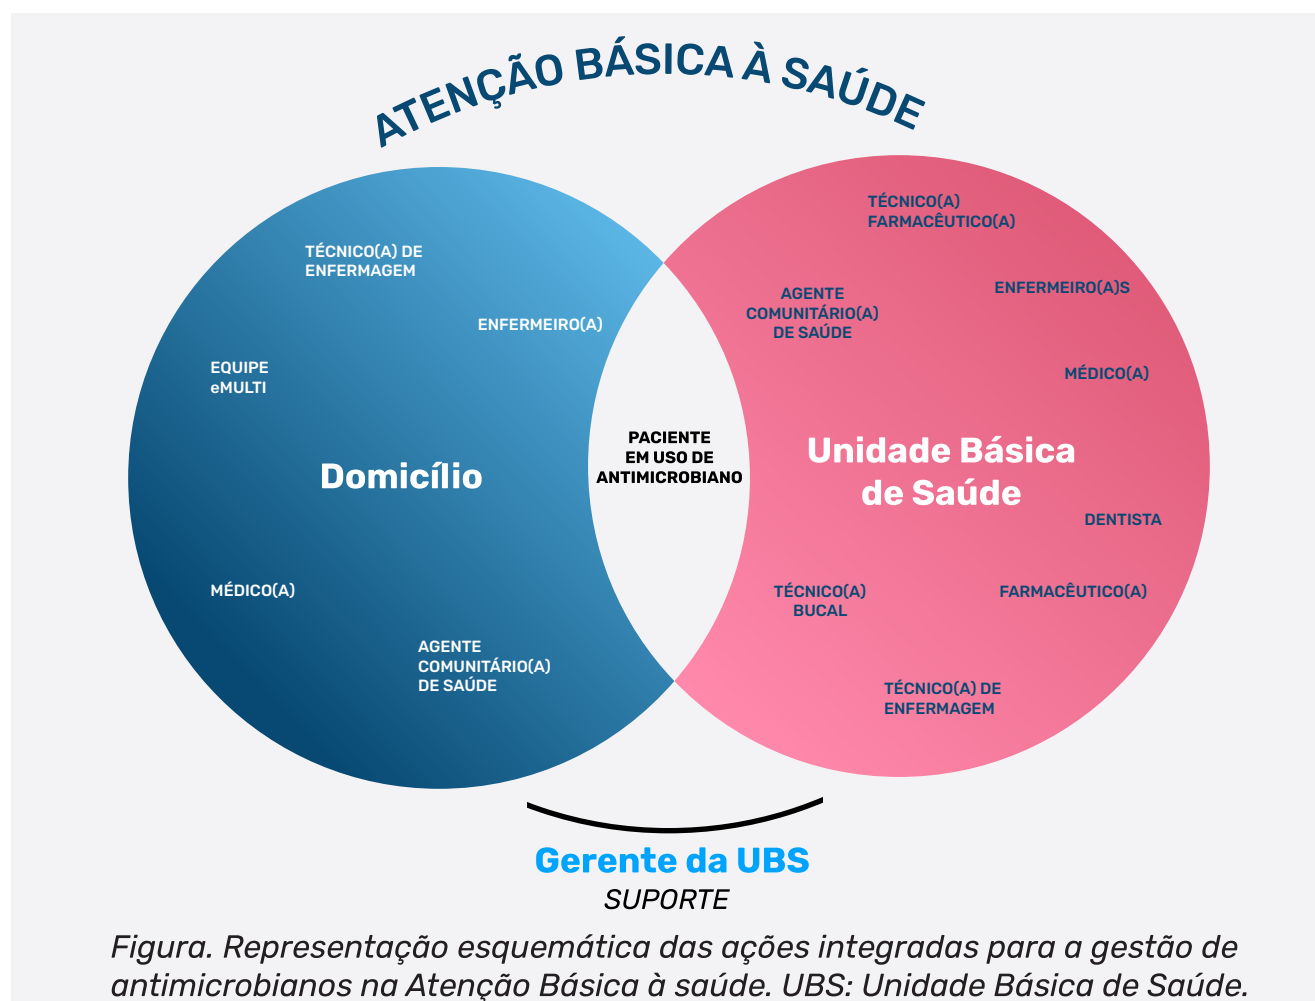 ATENÇÃO BÁSICA À SAÚDE
TÉCNICO(A) DE
ENFERMAGEM
ENFERMEIRO(A)
EQUIPE
eMULTI
Domicílio
MÉDICO(A)
AGENTE
COMUNITÁRIO(A)
DE SAÚDE
PACIENTE
EM USO DE
ANTIMICROBIANO
TÉCNICO(A)
FARMACÊUTICO(A)
AGENTE
COMUNITÁRIO(A)
DE SAÚDE
ENFERMEIRO(A)S
MÉDICO(A)
Unidade Básica
de Saúde
DENTISTA
TÉCNICO(A)
BUCAL
FARMACÊUTICO(A)
TÉCNICO(A) DE
ENFERMAGEM
Gerente da UBS
SUPORTE
Figura. Representação esquemática das ações integradas para a gestão de
antimicrobianos na Atenção Básica à saúde. UBS: Unidade Básica de Saúde.